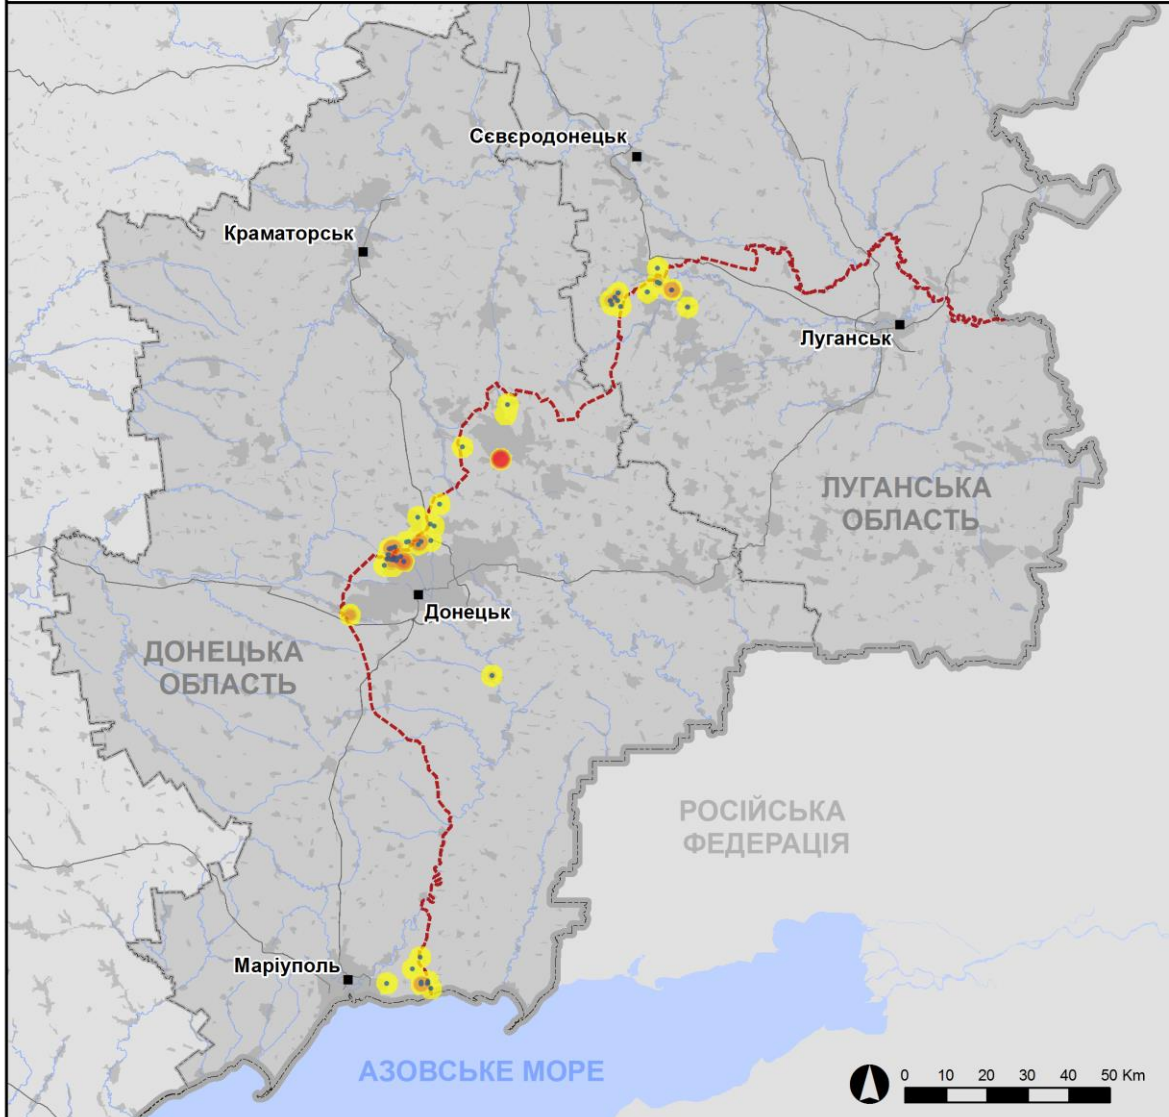 Сєвєродонецьк
Краматорськ
Луганськ
ЛУГАНСЬКА
ОБЛАСТЬ
Донецьк
ДОНЕЦЬКА
ОБЛАСТЬ
РОСІЙСЬКА
ФЕДЕРАЦІЯ
Маріуполь
АЗОВСЬКЕ МОРЕ
0 10 20 30 40 50 Km